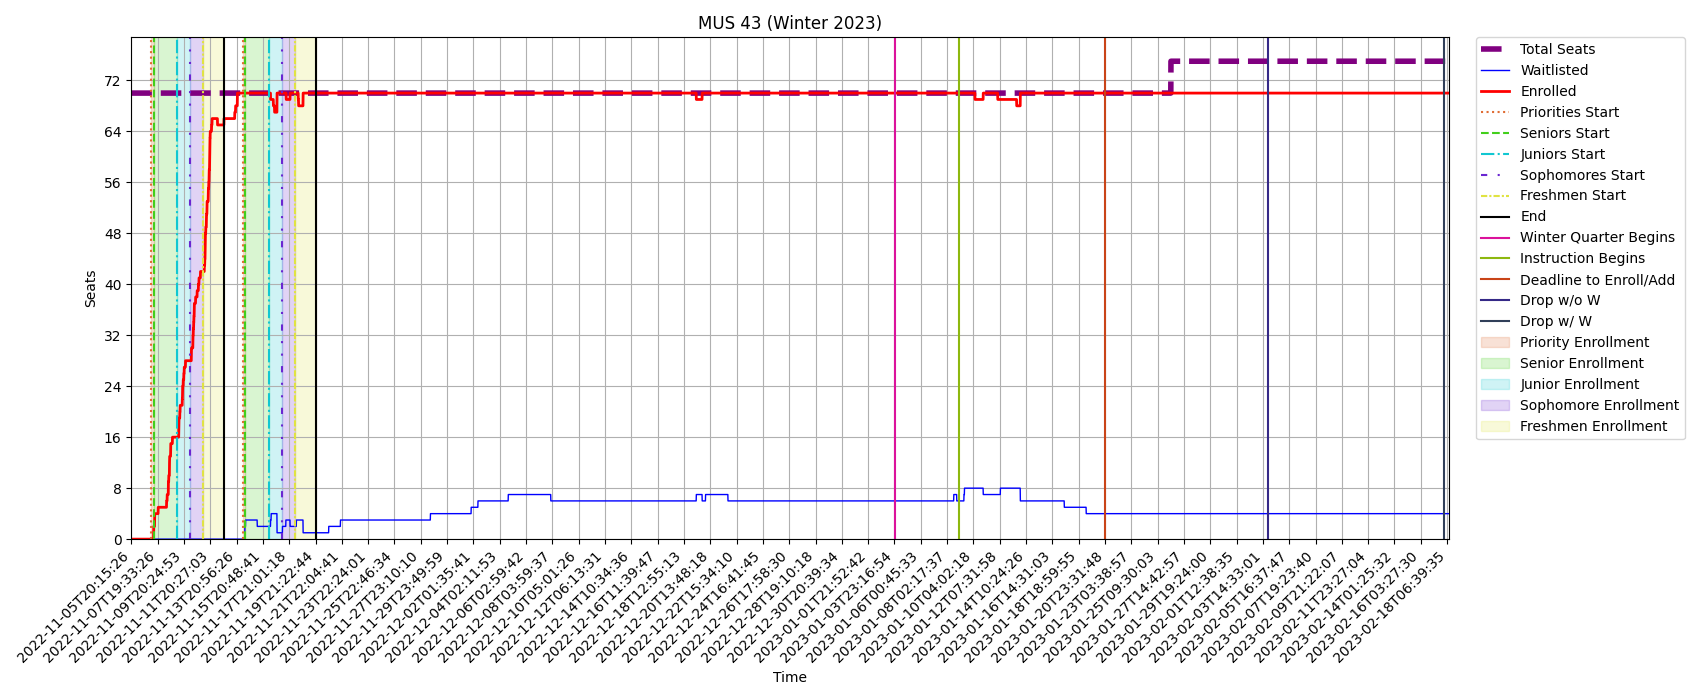 MUS 43 (Winter 2023)
Seats
72
64
56
48
40
32
24
16
8
0
2022-11-05T20:15:26
2022-11-07T19:33:26
2022-11-09T20:24:53
2022-11-11T20:27:03
2022-11-13T20:56:26
2022-11-15T20:48:41
2022-11-17T21:01:18
2022-11-19T21:22:44
2022-11-21T22:04:41
2022-11-23T22:24:01
2022-11-25T22:46:34
2022-11-27T23:10:10
2022-11-29T23:49:59
2022-12-02T01:35:41
2022-12-04T02:11:53
2022-12-06T02:59:42
2022-12-08T03:59:37
2022-12-10T05:01:26
2022-12-12T06:13:31
2022-12-14T10:34:36
2022-12-16T11:39:47
2022-12-18T12:55:13
2022-12-20T13:48:18
2022-12-22T15:34:10
2022-12-24T16:41:45
2022-12-26T17:58:30
2022-12-28T19:10:18
2022-12-30T20:39:34
2023-01-01T21:52:42
2023-01-03T23:16:54
2023-01-06T00:45:33
2023-01-08T02:17:37
2023-01-10T04:02:18
2023-01-12T07:31:58
2023-01-14T10:24:26
2023-01-16T14:31:03
2023-01-18T18:59:55
2023-01-20T23:31:48
2023-01-23T03:38:57
2023-01-25T09:30:03
2023-01-27T14:42:57
2023-01-29T19:24:00
2023-02-01T12:38:35
2023-02-03T14:33:01
2023-02-05T16:37:47
2023-02-07T19:23:40
2023-02-09T21:22:07
2023-02-11T23:27:04
2023-02-14T01:25:32
2023-02-16T03:27:30
2023-02-18T06:39:35
Time
Total Seats
Waitlisted
Enrolled
Priorities Start
Seniors Start
Juniors Start
Sophomores Start
Freshmen Start
End
Winter Quarter Begins
Instruction Begins
Deadline to Enroll/Add
Drop w/o W
Drop w/ W
Priority Enrollment
Senior Enrollment
Junior Enrollment
Sophomore Enrollment
Freshmen Enrollment